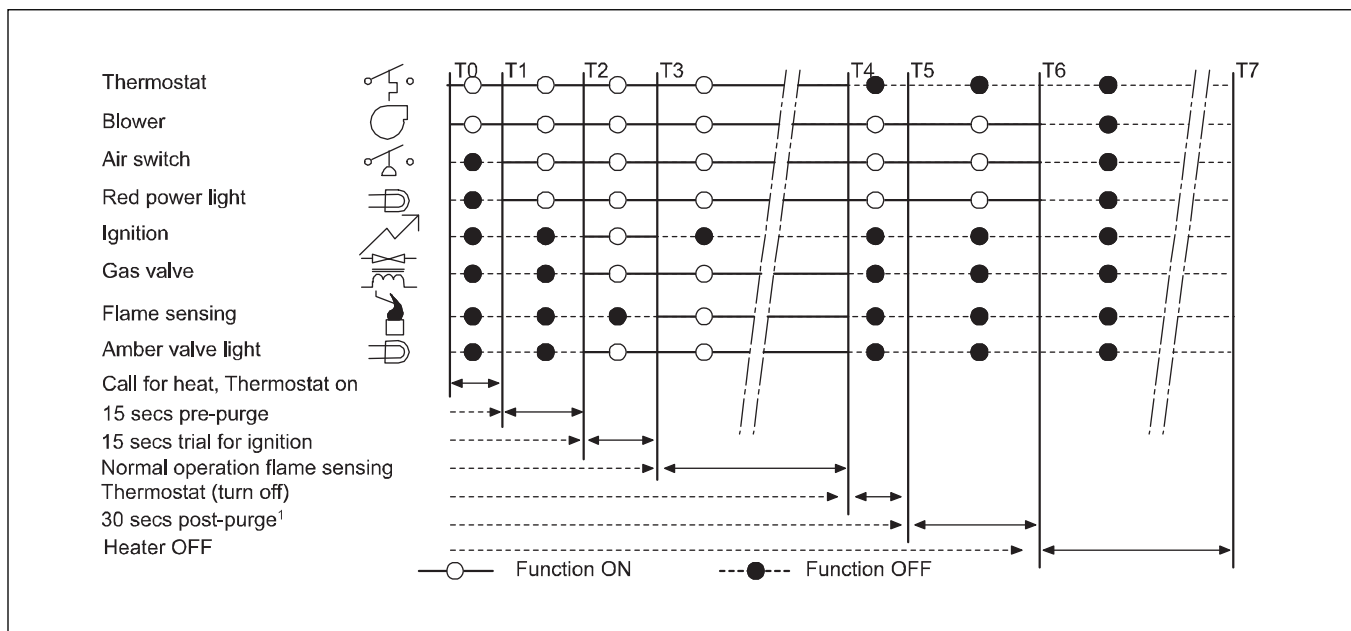 T0 T1 T2 T3 T4 T5 T6 T7
Thermostat
Blower
Air switch
Red power light
Ignition
Gas valve
Flame sensing
Amber valve light
Call for heat, Thermostat on
15 secs pre-purge
15 secs trial for ignition
Normal operation flame sensing
Thermostat (turn off)
30 secs post-purge¹
Heater OFF
Function ON Function OFF